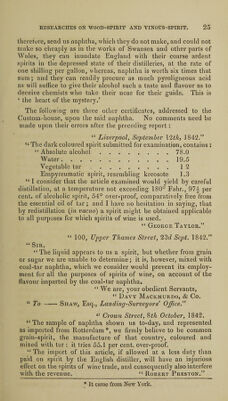 RESEARCHES ON WOOD-SPIRIT AND VINOUS-SPIRIT. 25
therefore, send us naphtha, which they do not make, and could not
make so cheaply as in the works of Swansea and other parts of
Wales, they can inundate England with their coarse adust
spirits in the depressed state of their distilleries, at the rate of
one shilling per gallon, whereas, naphtha is worth six times that
sum; and they can readily procure as much pyroligneous acid
as will suffice to give their alcohol such a taste and flavour as to
deceive chemists who take their nose for their guide. This is
‘ the heart of the mystery.’
The following are three other certificates, addressed to the
Custom-house, upon the said naphtha. No comments need be
made upon their errors after the preceding report:
“ Liverpool, September 12th, 1842.”
“ The dark coloured spirit submitted for examination, contains:
“ Absolute alcohol . . . . . . . 78.0
Water . . . . . . . . . . . 19.5
Vegetable tar . . . . . . . . 1.2
Empyreumatic spirit, resembling kreosote 1.3
“ I consider that the article examined would yield by careful
distillation, at a temperature not exceeding 180° Fahr., 97½ per
cent. of alcoholic spirit, 58° over-proof, comparatively free from
the essential oil of tar; and I have no hesitation in saying, that
by redistillation (in vacuo) a spirit might be obtained applicable
to all purposes for which spirits of wine is used.
“ GEORGE TAYLOR.”
“ 100, Upper Thames Street, 23d Sept. 1842.”
“ SIR,
“ The liquid appears to us a spirit, but whether from grain
or sugar we are unable to determine; it is, however, mixed with
coal-tar naphtha, which we consider would prevent its employ-
ment for all the purposes of spirits of wine, on account of the
flavour imparted by the coal-tar naphtha.
“ We are, your obedient Servants,
“ DAVY MACKMURDO, & Co.
“ To —— SHAW, Esq., Landing-Surveyors’ Office.”
“ Crown Street, 8th October, 1842.
“ The sample of naphtha shown us to-day, and represented
as imported from Rotterdam *, we firmly believe to be common
grain-spirit, the manufacture of that country, coloured and
mixed with tar: it tries 55.1 per cent. over-proof.
“ The import of this article, if allowed at a less duty than
paid on spirit by the English distiller, will have an injurious
effect on the spirits of wine trade, and consequently also interfere
with the revenue. “ ROBERT PRESTON.”
* It came from New York.